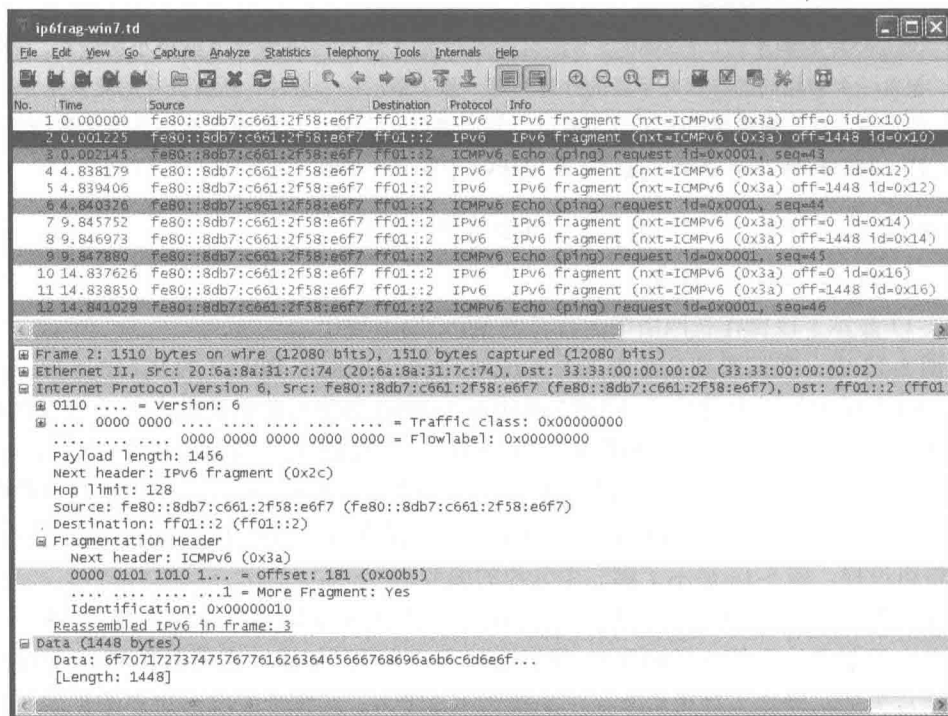 ip6frag-win7.td
File Edit View Go Capture Analyze Statistics Telephony Tools Internals Help
No. Time Source Destination Protocol Info
1 0.000000 fe80::8db7:c661:2f58:e6f7 ff01::2 IPv6 IPv6 fragment (nxt=ICMPv6 (0x3a) off=0 id=0x10)
2 0.001225 fe80::8db7:c661:2f58:e6f7 ff01::2 IPv6 IPv6 fragment (nxt=ICMPv6 (0x3a) off=1448 id=0x10)
3 0.002145 fe80::8db7:c661:2f58:e6f7 ff01::2 ICMPv6 Echo (ping) request id=0x0001, seq=43
4 4.838179 fe80::8db7:c661:2f58:e6f7 ff01::2 IPv6 IPv6 fragment (nxt=ICMPv6 (0x3a) off=0 id=0x12)
5 4.839406 fe80::8db7:c661:2f58:e6f7 ff01::2 IPv6 IPv6 fragment (nxt=ICMPv6 (0x3a) off=1448 id=0x12)
6 4.840326 fe80::8db7:c661:2f58:e6f7 ff01::2 ICMPv6 Echo (ping) request id=0x0001, seq=44
7 9.845752 fe80::8db7:c661:2f58:e6f7 ff01::2 IPv6 IPv6 fragment (nxt=ICMPv6 (0x3a) off=0 id=0x14)
8 9.846973 fe80::8db7:c661:2f58:e6f7 ff01::2 IPv6 IPv6 fragment (nxt=ICMPv6 (0x3a) off=1448 id=0x14)
9 9.847880 fe80::8db7:c661:2f58:e6f7 ff01::2 ICMPv6 Echo (ping) request id=0x0001, seq=45
10 14.837626 fe80::8db7:c661:2f58:e6f7 ff01::2 IPv6 IPv6 fragment (nxt=ICMPv6 (0x3a) off=0 id=0x16)
11 14.838850 fe80::8db7:c661:2f58:e6f7 ff01::2 IPv6 IPv6 fragment (nxt=ICMPv6 (0x3a) off=1448 id=0x16)
12 14.841029 fe80::8db7:c661:2f58:e6f7 ff01::2 ICMPv6 Echo (ping) request id=0x0001, seq=46
Frame 2: 1510 bytes on wire (12080 bits), 1510 bytes captured (12080 bits)
Ethernet II, Src: 20:6a:8a:31:7c:74 (20:6a:8a:31:7c:74), Dst: 33:33:00:00:00:02 (33:33:00:00:00:02)
Internet Protocol Version 6, Src: fe80::8db7:c661:2f58:e6f7 (fe80::8db7:c661:2f58:e6f7), Dst: ff01::2 (ff01
0110 .... = Version: 6
.... 0000 0000 .... .... .... .... .... = Traffic class: 0x00000000
.... .... .... 0000 0000 0000 0000 0000 = Flowlabel: 0x00000000
Payload length: 1456
Next header: IPv6 fragment (0x2c)
Hop limit: 128
Source: fe80::8db7:c661:2f58:e6f7 (fe80::8db7:c661:2f58:e6f7)
Destination: ff01::2 (ff01::2)
Fragmentation Header
Next header: ICMPv6 (0x3a)
0000 0101 1010 1... = Offset: 181 (0x00b5)
.... .... .... ...1 = More Fragment: Yes
Identification: 0x00000010
Reassembled IPv6 in frame: 3
Data (1448 bytes)
Data: 6f70717273747576776162636465666768696a6b6c6d6e6f...
[Length: 1448]